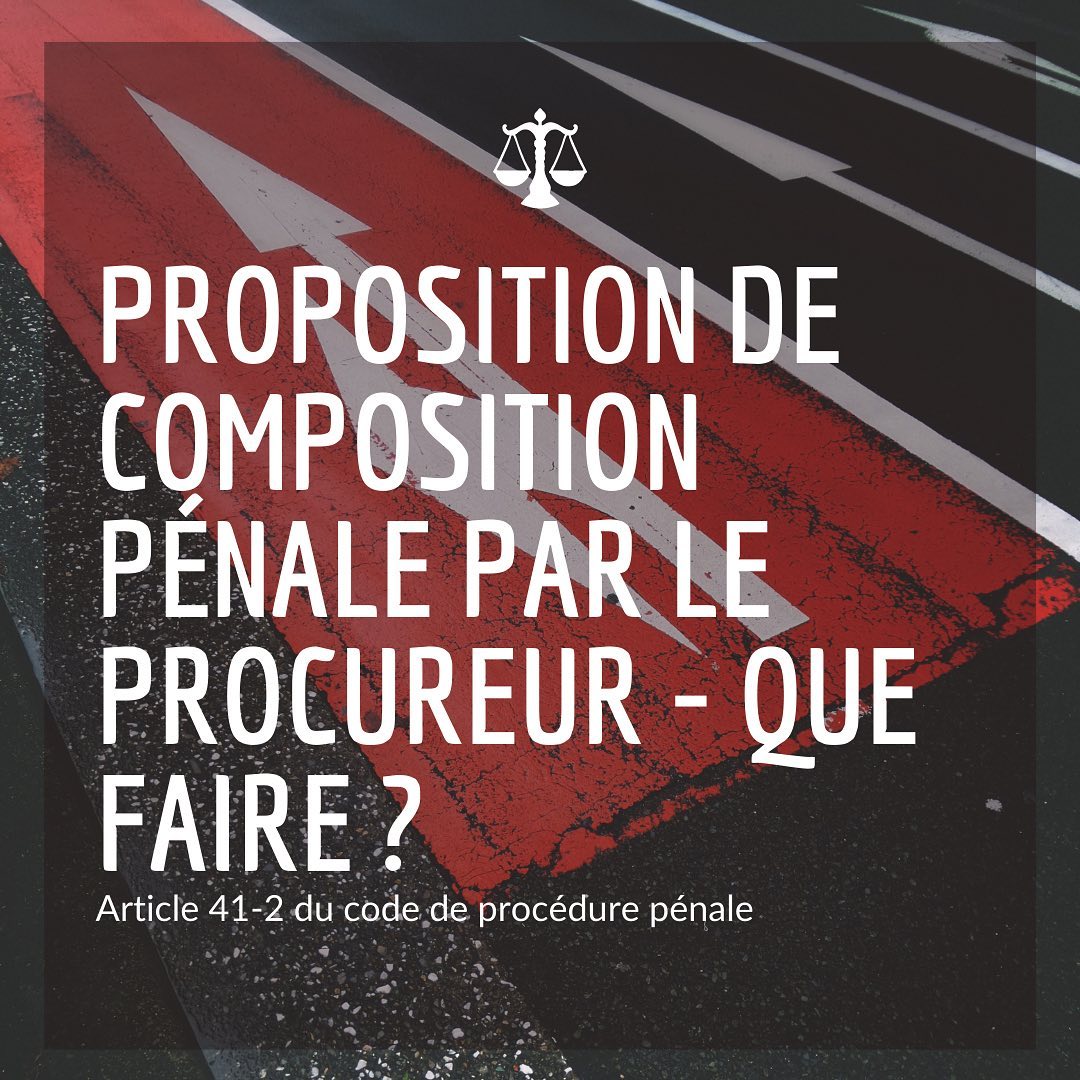 PROPOSITION DE
COMPOSITION
PÉNALE PAR LE
PROCUREUR - QUE
FAIRE ?
Article 41-2 du code de procédure pénale